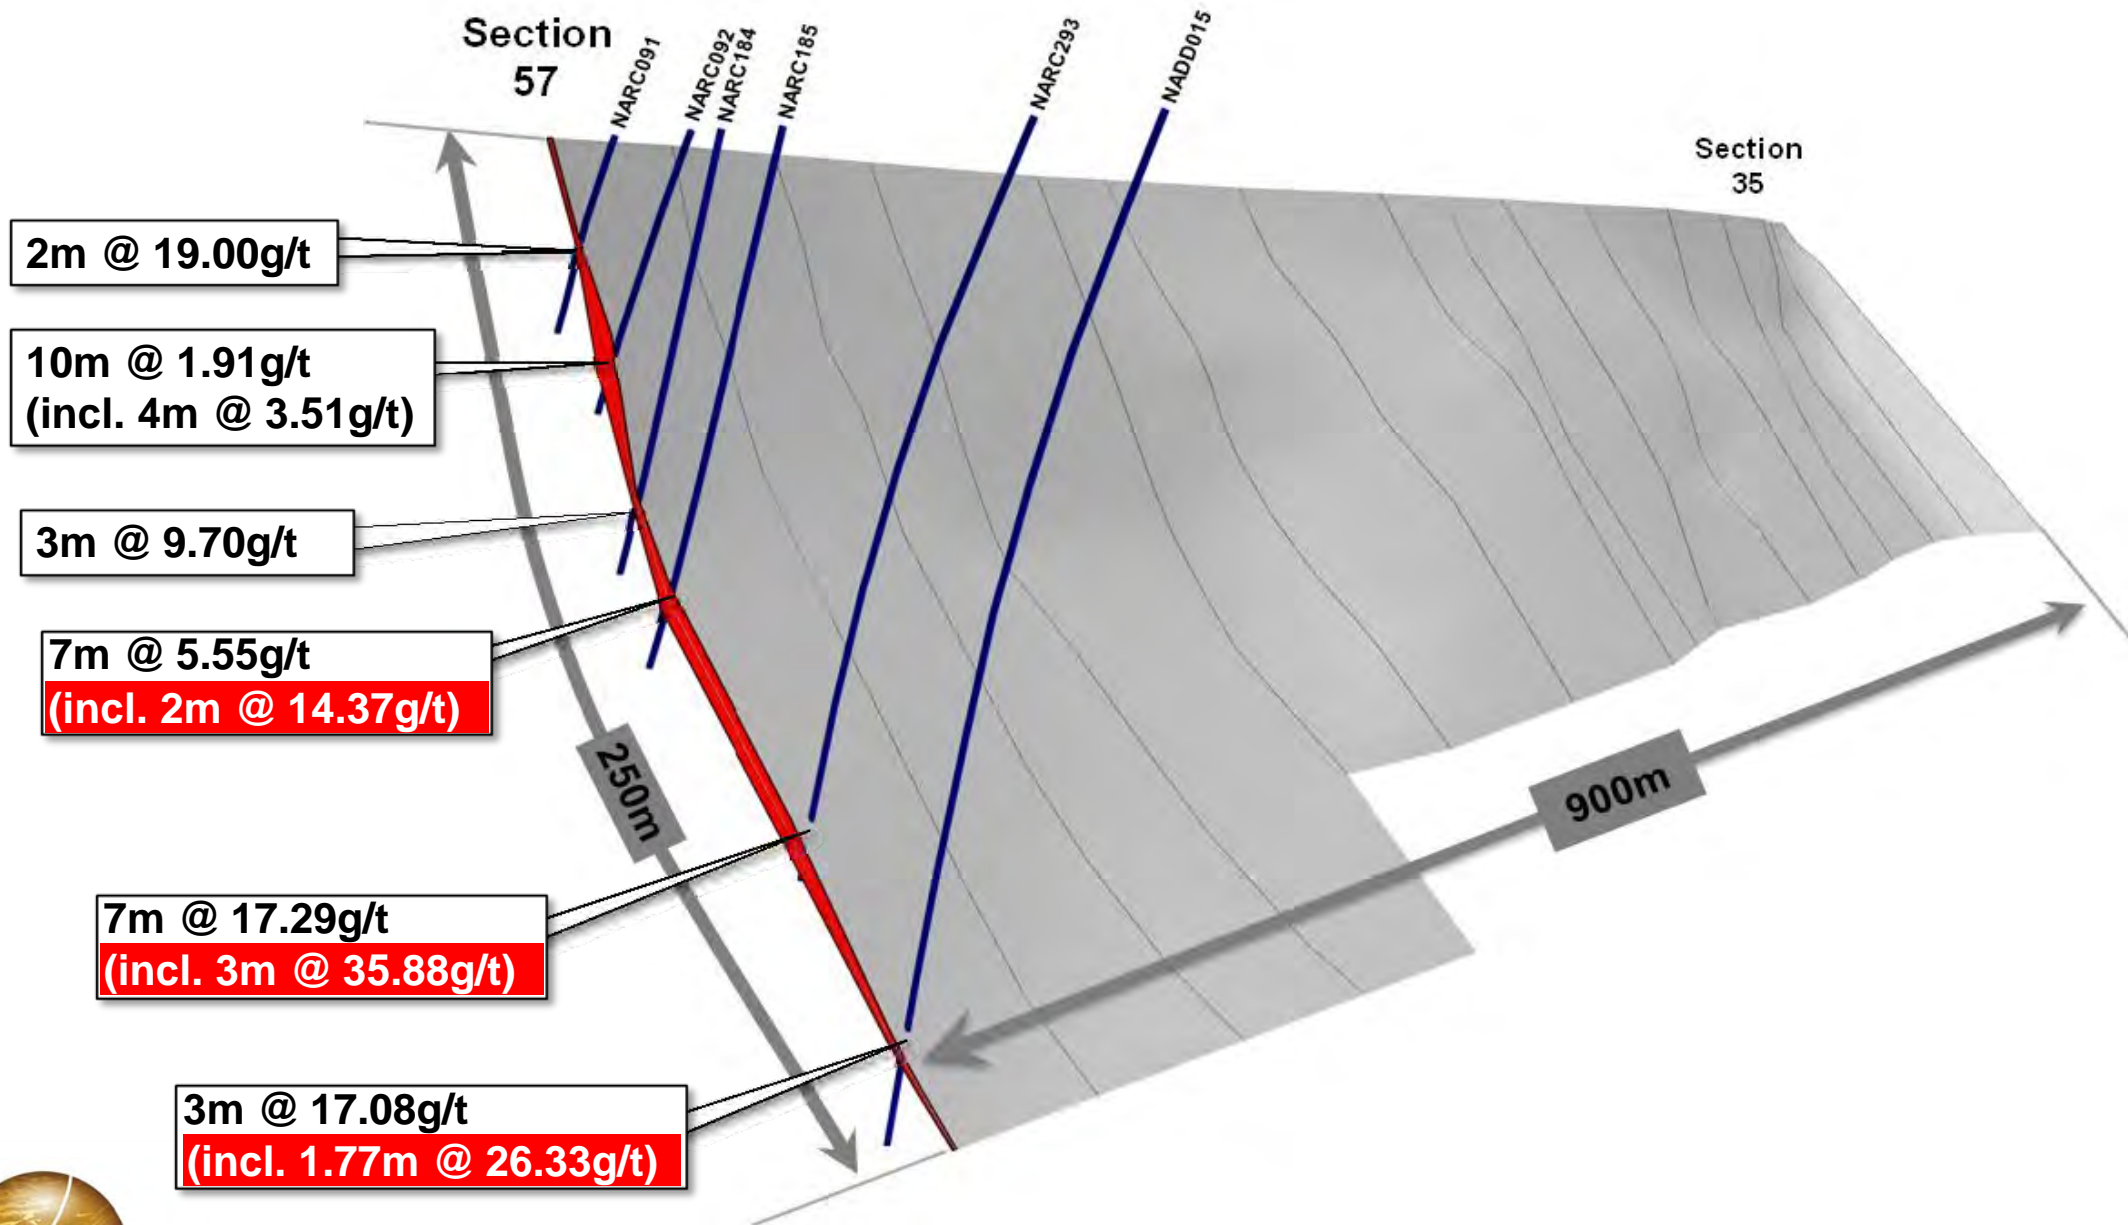 Section
57
NARC091
NARC092
NARC184
NARC185
NARC293
NADD015
Section
35
2m @ 19.00g/t
10m @ 1.91g/t
(incl. 4m @ 3.51g/t)
3m @ 9.70g/t
7m @ 5.55g/t
(incl. 2m @ 14.37g/t)
250m
900m
7m @ 17.29g/t
(incl. 3m @ 35.88g/t)
3m @ 17.08g/t
(incl. 1.77m @ 26.33g/t)